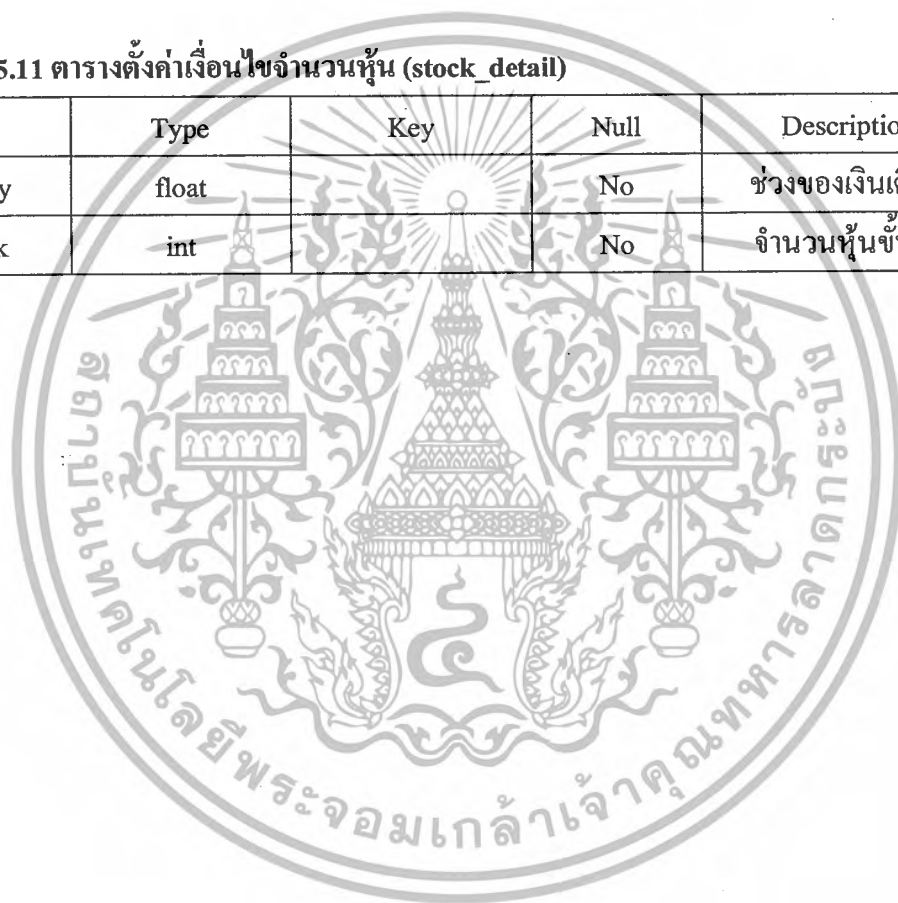 5.11 ตารางตั้งค่าเงื่อนไขจำนวนหุ้น (stock_detail)
Type Key Null
float No ช่วงของเงิน
int No จำนวนหุ้น
สถาบันเทคโนโลยีพระจอมเกล้าเจ้าคุณทหารลาดกระบัง
๔